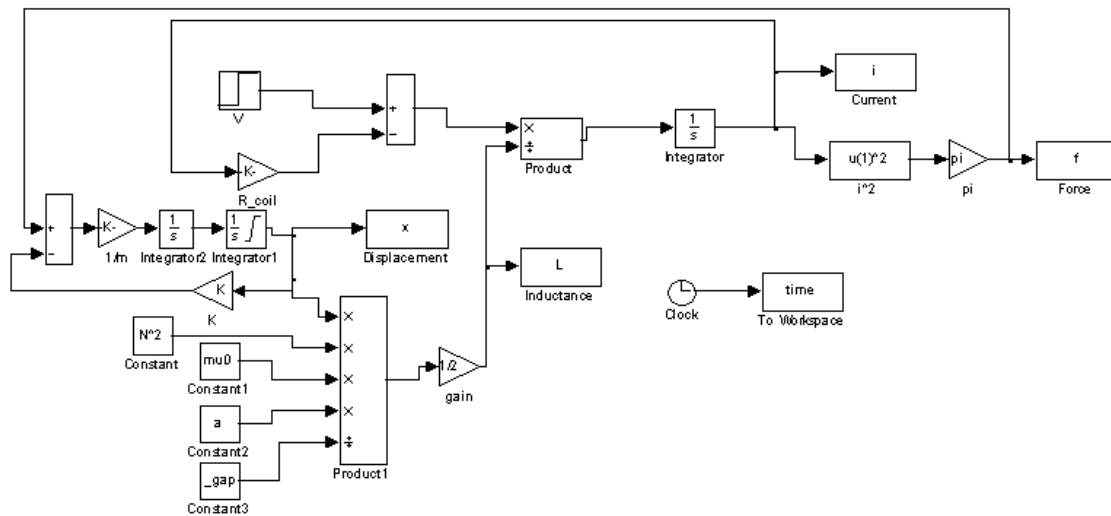 V
+
−
×
÷
Product
1
s
Integrator
i
Current
u(1)^2
i^2
pi
pi
f
Force
K-
R_coil
+
−
K-
1/m
1
s
Integrator2
1
s
Integrator1
x
Displacement
L
Inductance
K
K
Clock
time
To Workspace
N^2
Constant
mu0
Constant1
a
Constant2
_gap
Constant3
×
×
×
×
÷
Product1
1/2
gain